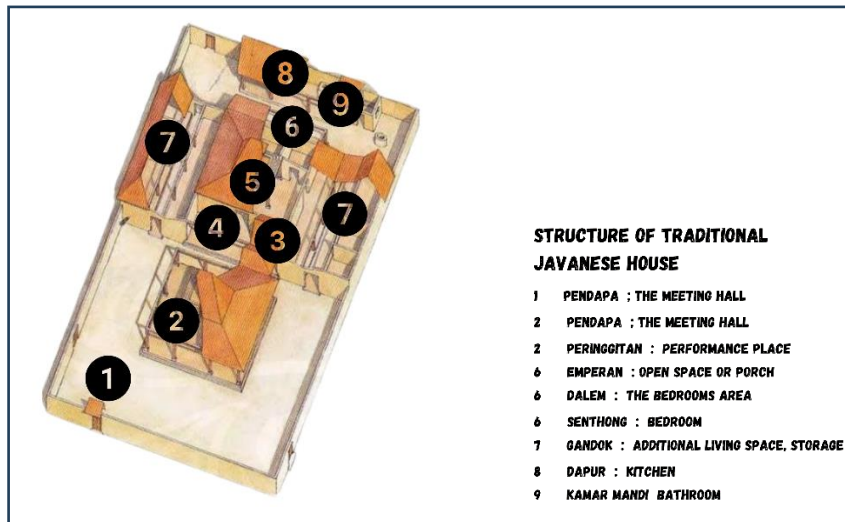 8
9
6
7
5
7
4
3
2
1
STRUCTURE OF TRADITIONAL
JAVANESE HOUSE
1 PENDAPA ; THE MEETING HALL
2 PENDAPA ; THE MEETING HALL
2 PERINGGITAN : PERFORMANCE PLACE
6 EMPERAN : OPEN SPACE OR PORCH
6 DALEM : THE BEDROOMS AREA
6 SENTHONG : BEDROOM
7 GANDOK : ADDITIONAL LIVING SPACE, STORAGE
8 DAPUR : KITCHEN
9 KAMAR MANDI BATHROOM